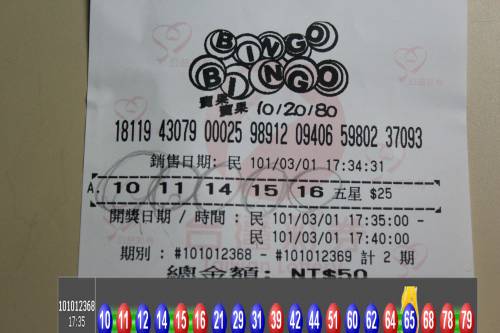 BINGO
BINGO
賓果
賓果 10/20/80
18119 43079 00025 98912 09406 59802 37093
銷售日期: 民 101/03/01 17:34:31
A. 10 11 14 15 16 五星 $25
開獎日期 / 時間 : 民 101/03/01 17:35:00 -
民 101/03/01 17:40:00
期別 : #101012368 - #101012369 計 2 期
總金額: NT$50
101012368
17:35
10 11 12 14 15 16 21 29 31 39 42 44 51 60 62 64 65 68 78 79